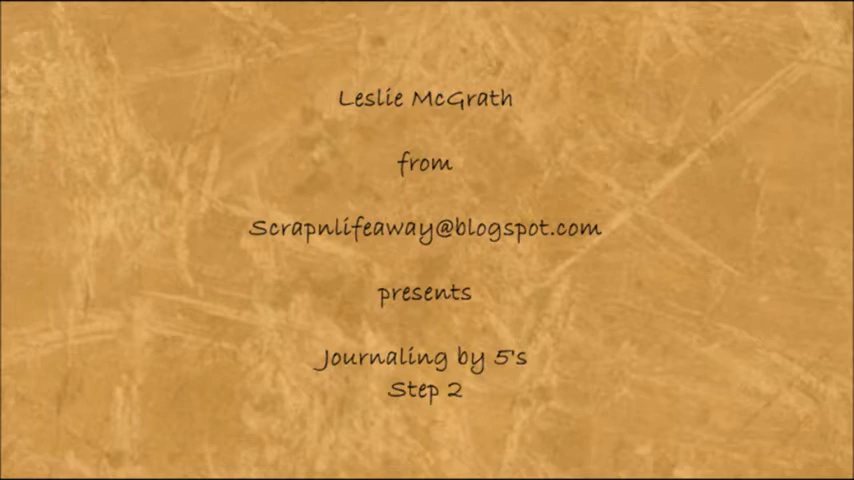 Leslie McGrath
from
Scrapnlifeaway@blogspot.com
presents
Journaling by 5's
Step 2